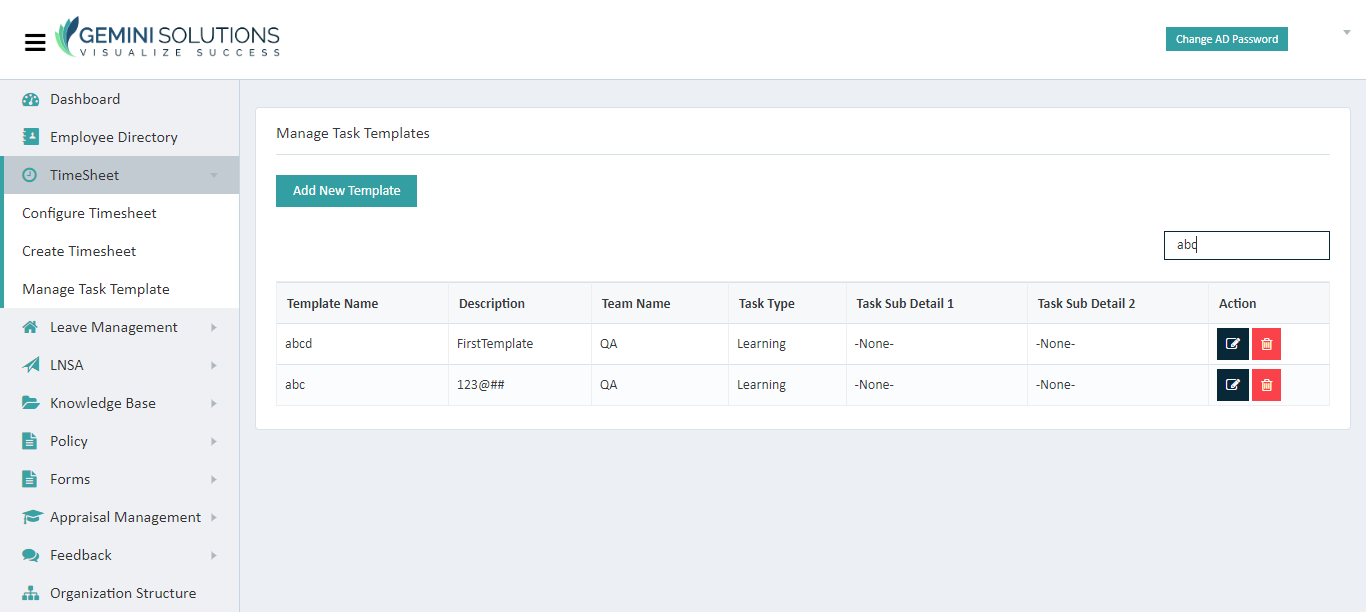 GEMINI SOLUTIONS
VISUALIZE SUCCESS
Change AD Password
Dashboard
Employee Directory
TimeSheet
Configure Timesheet
Create Timesheet
Manage Task Template
Leave Management
LNSA
Knowledge Base
Policy
Forms
Appraisal Management
Feedback
Organization Structure
Manage Task Templates
Add New Template
abc
Template Name Description Team Name Task Type Task Sub Detail 1 Task Sub Detail 2 Action
abcd FirstTemplate QA Learning -None- -None-
abc 123@## QA Learning -None- -None-